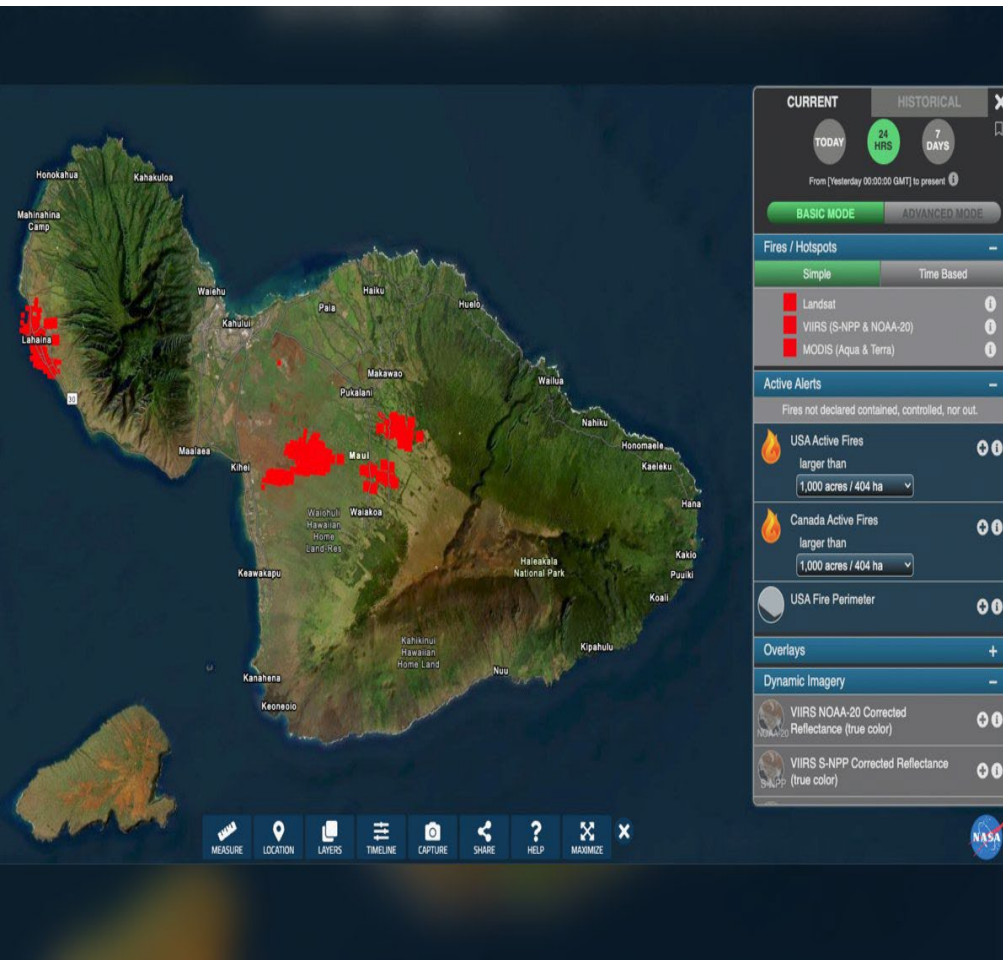 Honokahua
Kahakuloa
Mahinahina
Camp
Lahaina
30
Waiehu
Kahului
Paia
Haiku
Huelo
Makawao
Pukalani
Wailua
Nahiku
Honomaele
Kaeleku
Hana
Maalaea
Kihei
Maui
Waiohuli
Hawaiian
Home
Land-Res
Waiakoa
Keawakapu
Haleakala
National Park
Kakio
Puuiki
Koali
Kahikinui
Hawaiian
Home Land
Kipahulu
Nuu
Kanahena
Keoneoio
CURRENT
HISTORICAL
TODAY
24
HRS
7
DAYS
From [Yesterday 00:00:00 GMT] to present
BASIC MODE
ADVANCED MODE
Fires / Hotspots
Simple
Time Based
Landsat
VIIRS (S-NPP & NOAA-20)
MODIS (Aqua & Terra)
Active Alerts
Fires not declared contained, controlled, nor out.
USA Active Fires
larger than
1,000 acres / 404 ha
Canada Active Fires
larger than
1,000 acres / 404 ha
USA Fire Perimeter
Overlays
Dynamic Imagery
VIIRS NOAA-20 Corrected
Reflectance (true color)
NOAA-20
VIIRS S-NPP Corrected Reflectance
(true color)
S-NPP
MEASURE
LOCATION
LAYERS
TIMELINE
CAPTURE
SHARE
HELP
MAXIMIZE
NASA